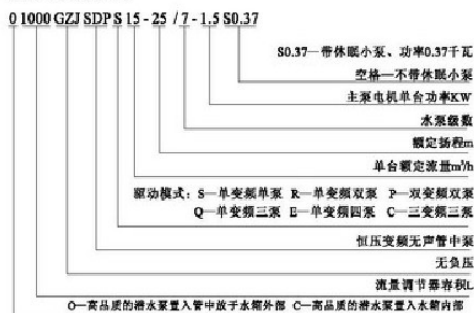 O 1000 GZJ SDP S 15 - 25 / 7 - 1.5 S0.37
S0.37—带休眠小泵、功率0.37千瓦
空格—不带休眠小泵
主泵电机单台功率KW
水泵级数
额定扬程m
单台额定流量m³/h
驱动模式：S—单变频单泵 R—单变频双泵 P—双变频双泵
Q—单变频三泵 E—单变频四泵 C—三变频三泵
恒压变频无声管中泵
无负压
流量调节器容积L
O—高品质的潜水泵置入管中放于水箱外部 C—高品质的潜水泵置入水箱内部